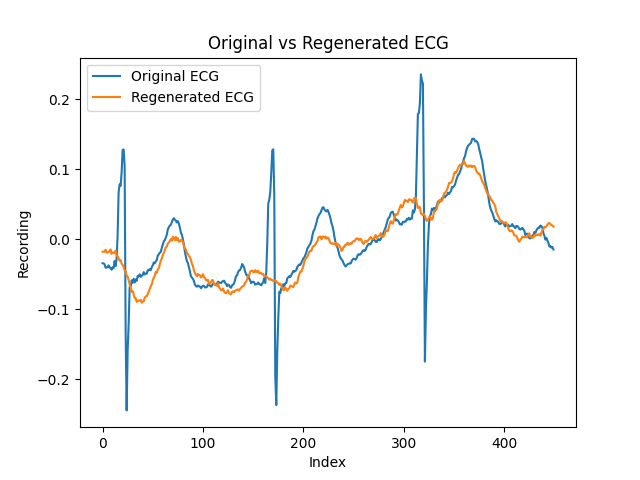 Original vs Regenerated ECG
Original ECG
Regenerated ECG
0.2
0.1
0.0
−0.1
−0.2
Recording
0
100
200
300
400
Index